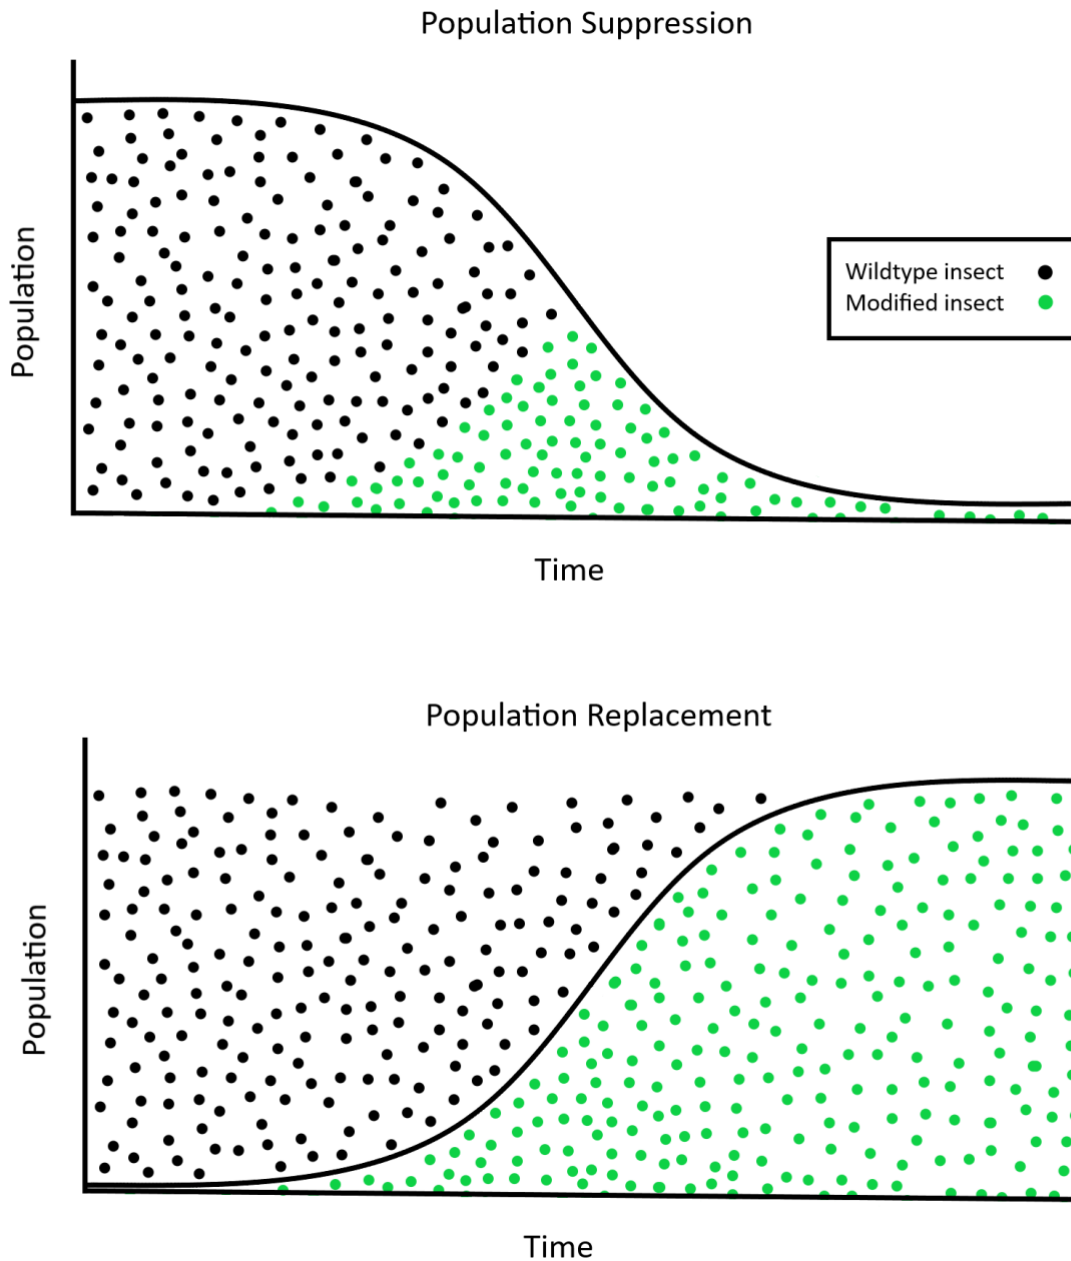 Population Suppression
Population
Wildtype insect
Modified insect
Time
Population Replacement
Population
Time